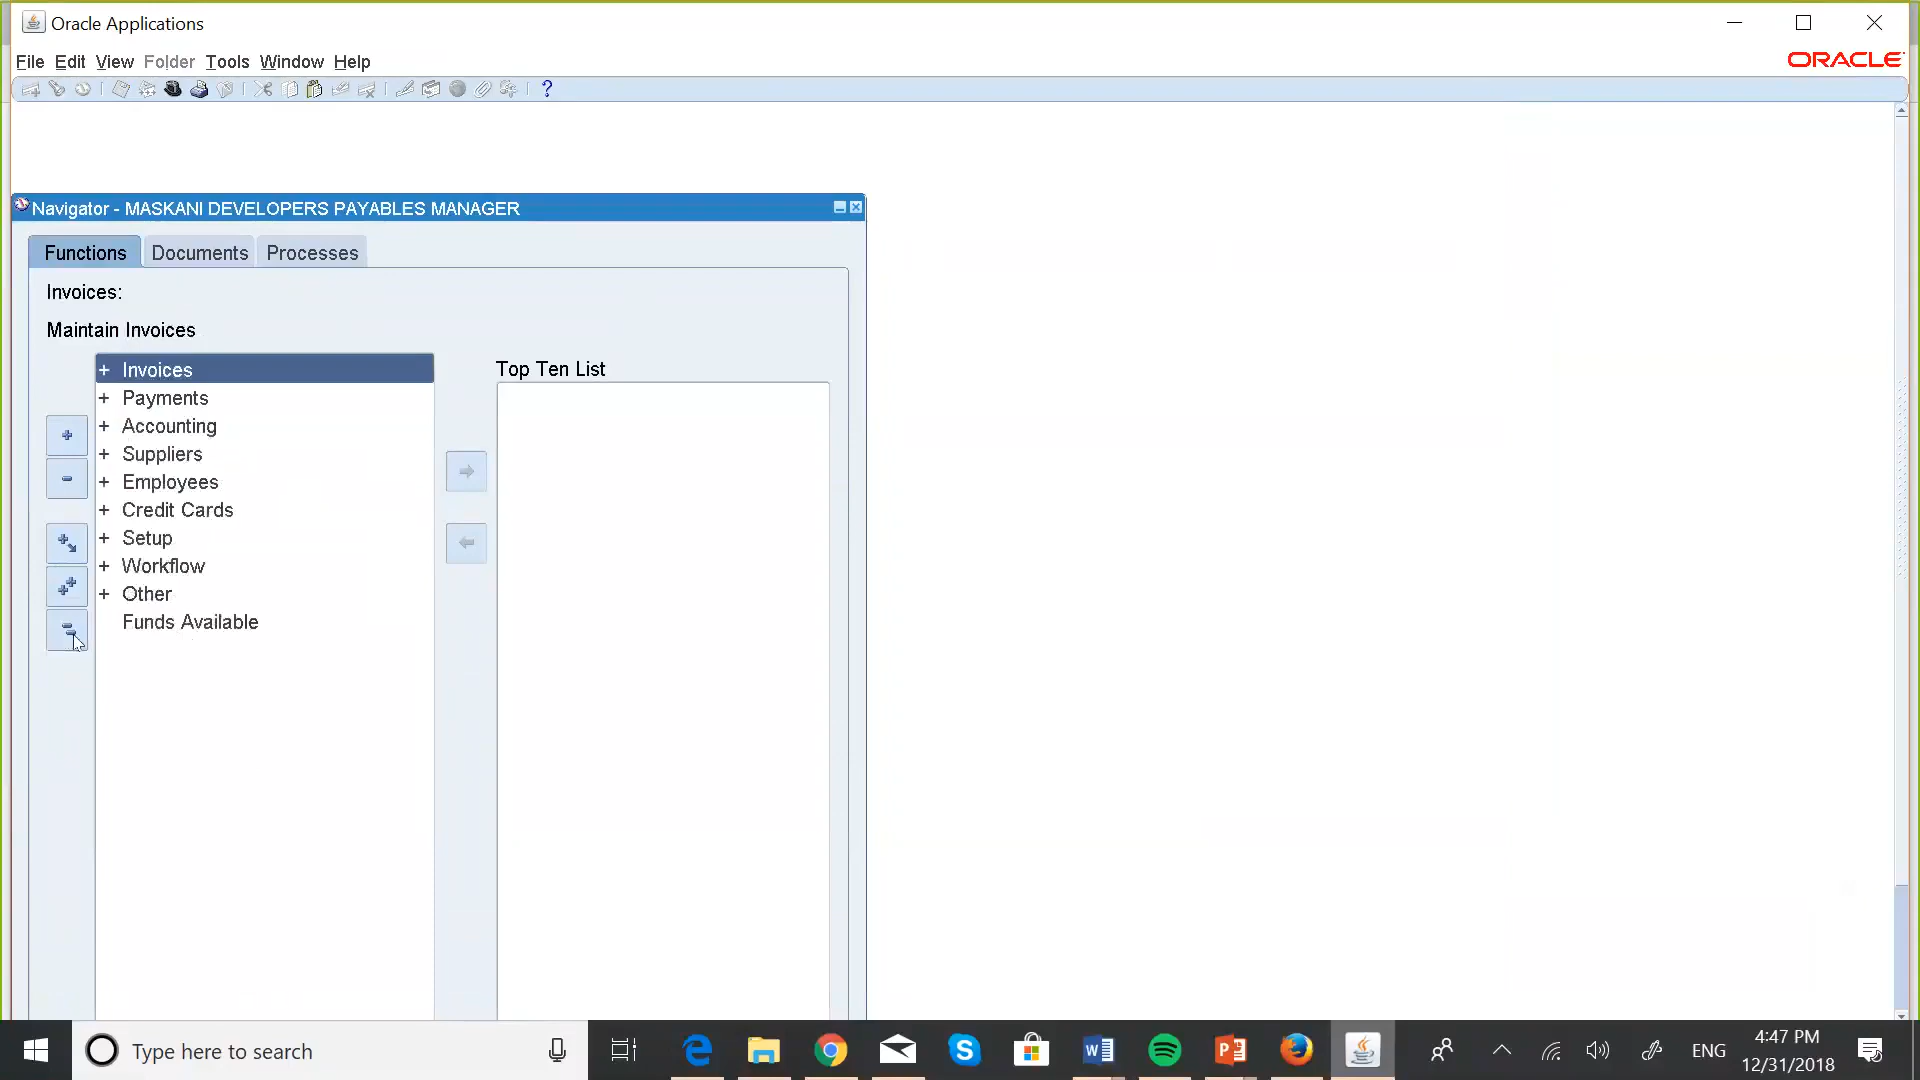 Oracle Applications
File Edit View Folder Tools Window Help
ORACLE
?
Navigator - MASKANI DEVELOPERS PAYABLES MANAGER
Functions Documents Processes
Invoices:
Maintain Invoices
+ Invoices
+ Payments
+ Accounting
+ Suppliers
+ Employees
+ Credit Cards
+ Setup
+ Workflow
+ Other
Funds Available
Top Ten List
Type here to search
ENG
4:47 PM
12/31/2018